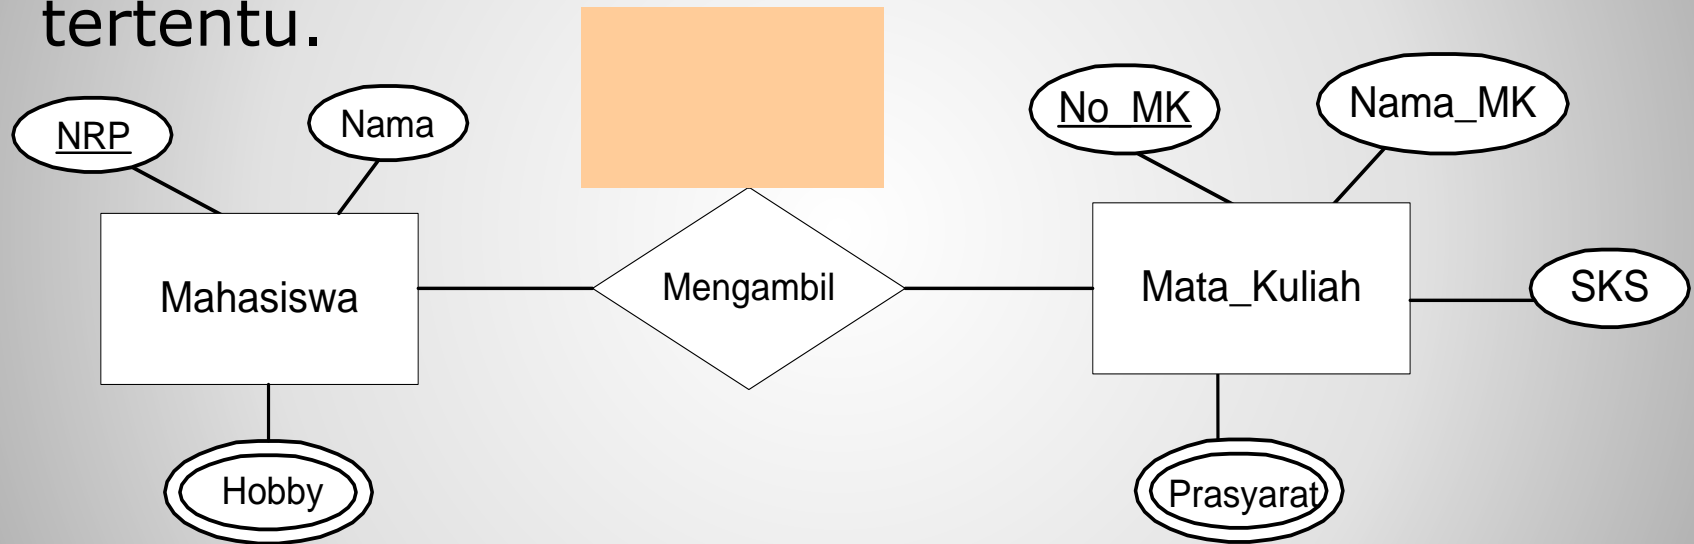 tertentu.
NRP
Nama
No_MK
Nama_MK
Mahasiswa
Mengambil
Mata_Kuliah
SKS
Hobby
Prasyarat